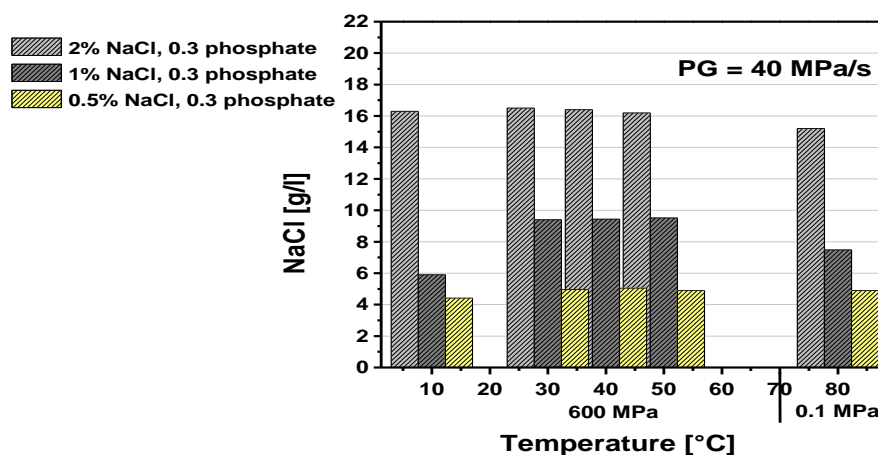 2% NaCl, 0.3 phosphate
1% NaCl, 0.3 phosphate
0.5% NaCl, 0.3 phosphate
PG = 40 MPa/s
NaCl [g/l]
22
20
18
16
14
12
10
8
6
4
2
0
10 20 30 40 50 60 70 80
600 MPa 0.1 MPa
Temperature [°C]